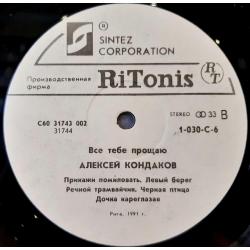 SINTEZ
CORPORATION
Производственная
фирма
RiTonis
RT
С60 31743 002
31744
STEREO 33 B
1-030-C-6
Все тебе прощаю
АЛЕКСЕЙ КОНДАКОВ
Прикажи помиловать. Левый берег
Речной трамвайчик. Черная птица
Дочка кареглазая
Рига, 1991 г.